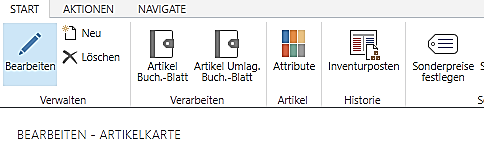 START AKTIONEN NAVIGATE
Bearbeiten
Neu
Löschen
Artikel
Buch.-Blatt
Artikel Umlag.
Buch.-Blatt
Attribute
Inventurposten
Sonderpreise
festlegen
Verwalten Verarbeiten Artikel Historie
BEARBEITEN - ARTIKELKARTE